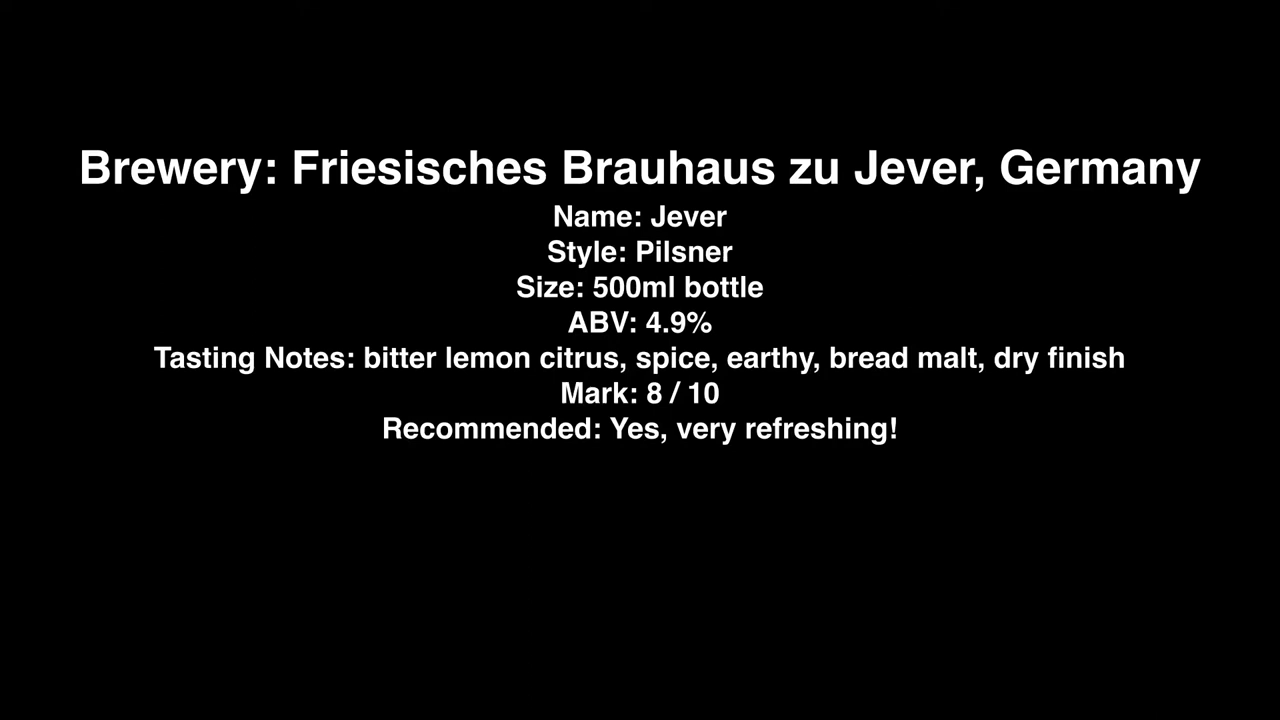 Brewery: Friesisches Brauhaus zu Jever, Germany
Name: Jever
Style: Pilsner
Size: 500ml bottle
ABV: 4.9%
Tasting Notes: bitter lemon citrus, spice, earthy, bread malt, dry finish
Mark: 8 / 10
Recommended: Yes, very refreshing!